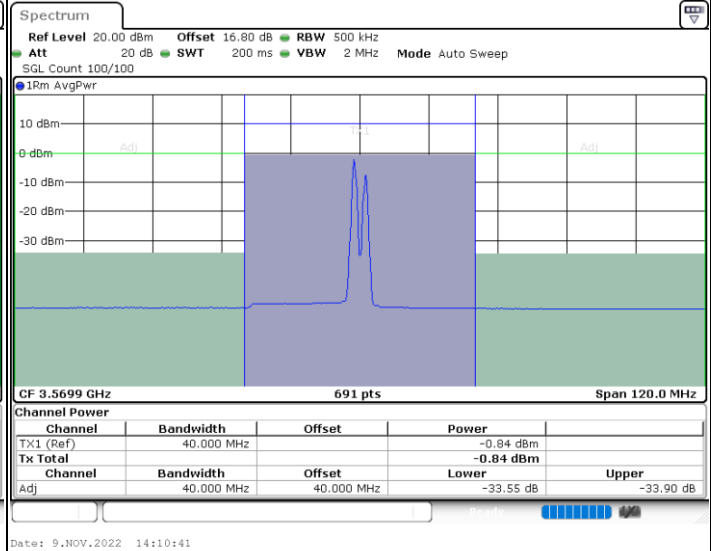 Spectrum
Ref Level 20.00 dBm Offset 16.80 dB RBW 500 kHz
Att 20 dB SWT 200 ms VBW 2 MHz Mode Auto Sweep
SGL Count 100/100
1Rm AvgPwr
10 dBm
TX1
0 dBm
Adj
Adj
-10 dBm
-20 dBm
-30 dBm
CF 3.5699 GHz 691 pts Span 120.0 MHz
Channel Power
Channel Bandwidth Offset Power
TX1 (Ref) 40.000 MHz -0.84 dBm
Tx Total -0.84 dBm
Channel Bandwidth Offset Lower Upper
Adj 40.000 MHz 40.000 MHz -33.55 dB -33.90 dB
Ready
Date: 9.NOV.2022 14:10:41